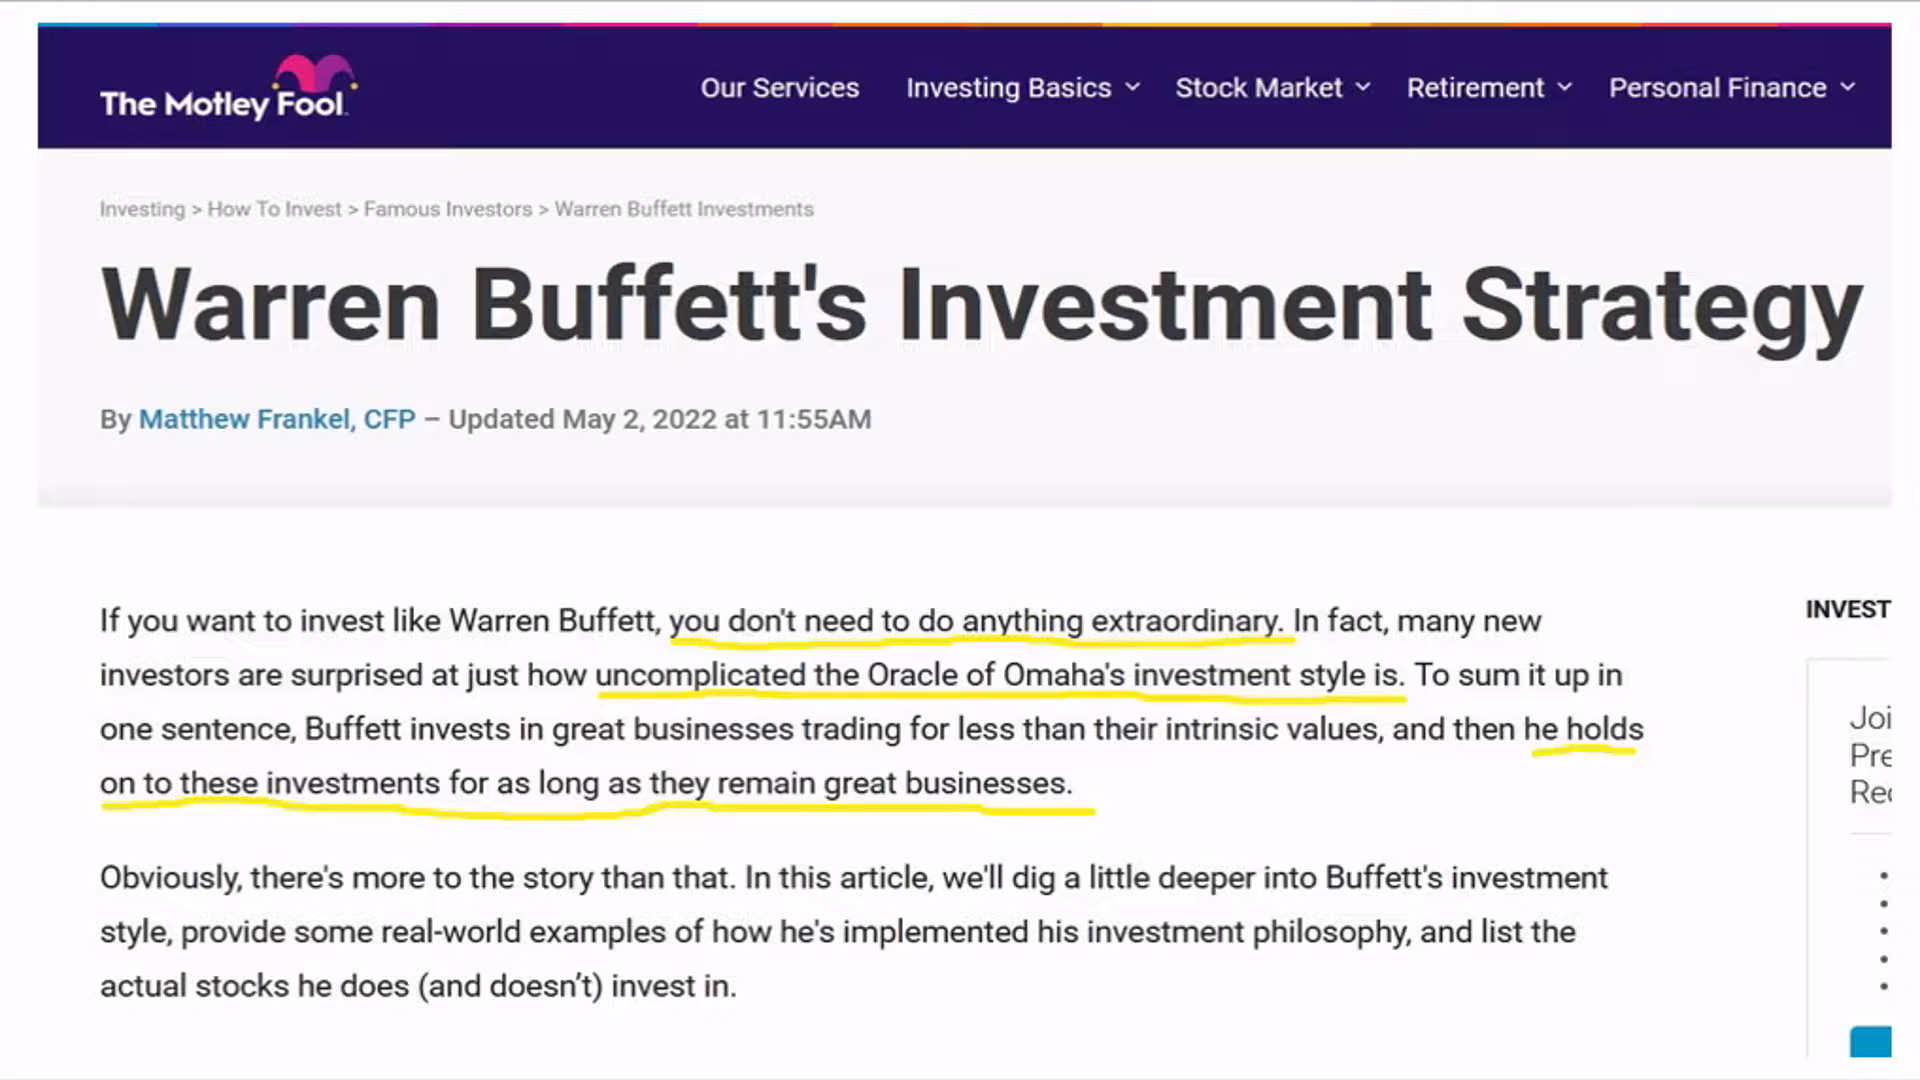 The Motley Fool.
Our Services Investing Basics Stock Market Retirement Personal Finance
Investing > How To Invest > Famous Investors > Warren Buffett Investments
Warren Buffett's Investment Strategy
By Matthew Frankel, CFP – Updated May 2, 2022 at 11:55AM
If you want to invest like Warren Buffett, you don't need to do anything extraordinary. In fact, many new
investors are surprised at just how uncomplicated the Oracle of Omaha's investment style is. To sum it up in
one sentence, Buffett invests in great businesses trading for less than their intrinsic values, and then he holds
on to these investments for as long as they remain great businesses.
Obviously, there's more to the story than that. In this article, we'll dig a little deeper into Buffett's investment
style, provide some real-world examples of how he's implemented his investment philosophy, and list the
actual stocks he does (and doesn’t) invest in.
INVEST
Joi
Pre